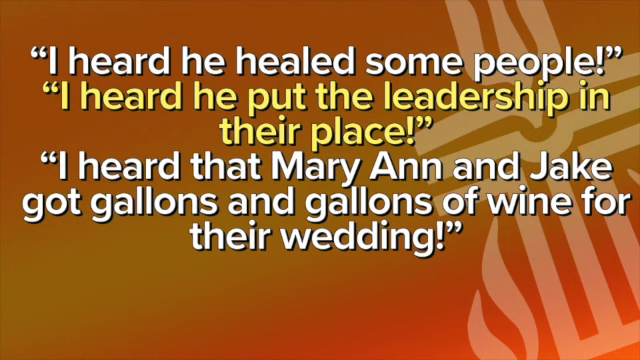 “I heard he healed some people!”
“I heard he put the leadership in
their place!”
“I heard that Mary Ann and Jake
got gallons and gallons of wine for
their wedding!”